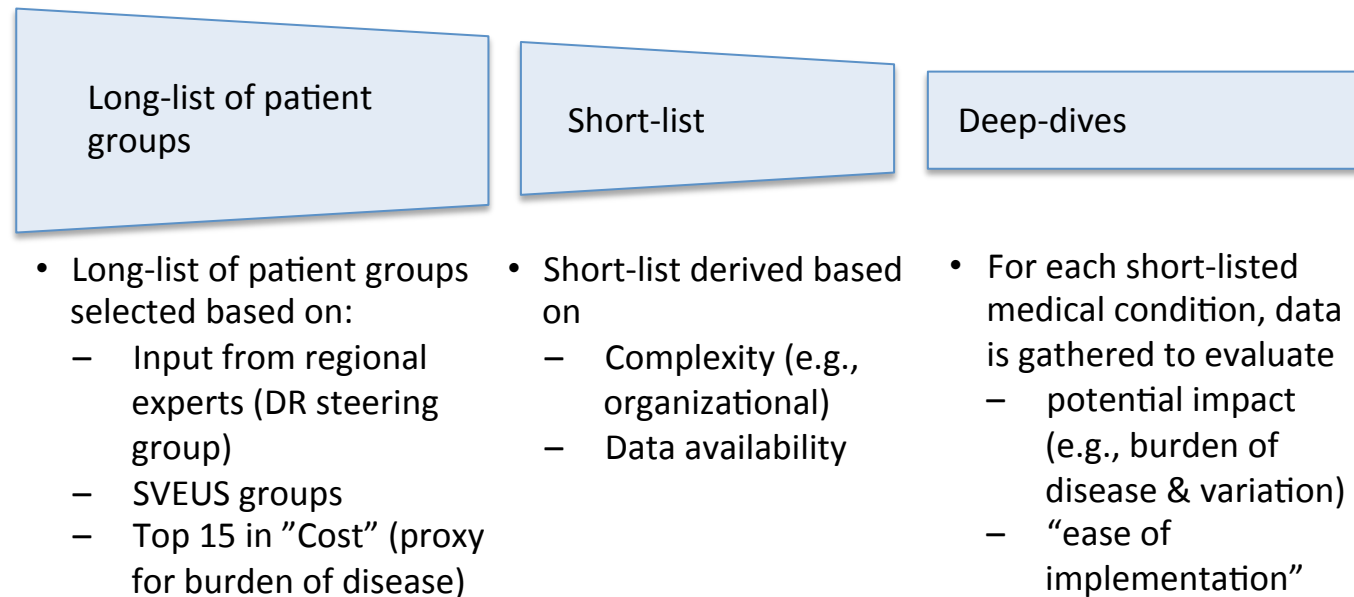 Long-list of patient
groups
Short-list
Deep-dives
• Long-list of patient groups
selected based on:
– Input from regional
experts (DR steering
group)
– SVEUS groups
– Top 15 in ”Cost” (proxy
for burden of disease)
• Short-list derived based
on
– Complexity (e.g.,
organizational)
– Data availability
• For each short-listed
medical condition, data
is gathered to evaluate
– potential impact
(e.g., burden of
disease & variation)
– “ease of
implementation”